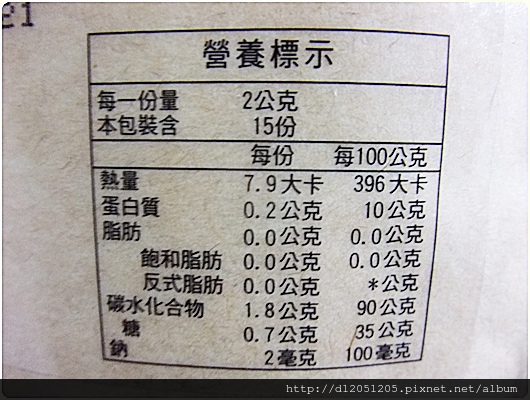 營養標示
每一份量 2公克
本包裝含 15份
每份 每100公克
熱量 7.9大卡 396大卡
蛋白質 0.2公克 10公克
脂肪 0.0公克 0.0公克
飽和脂肪 0.0公克 0.0公克
反式脂肪 0.0公克 *公克
碳水化合物 1.8公克 90公克
糖 0.7公克 35公克
鈉 2毫克 100毫克
http://d12051205.pixnet.net/album